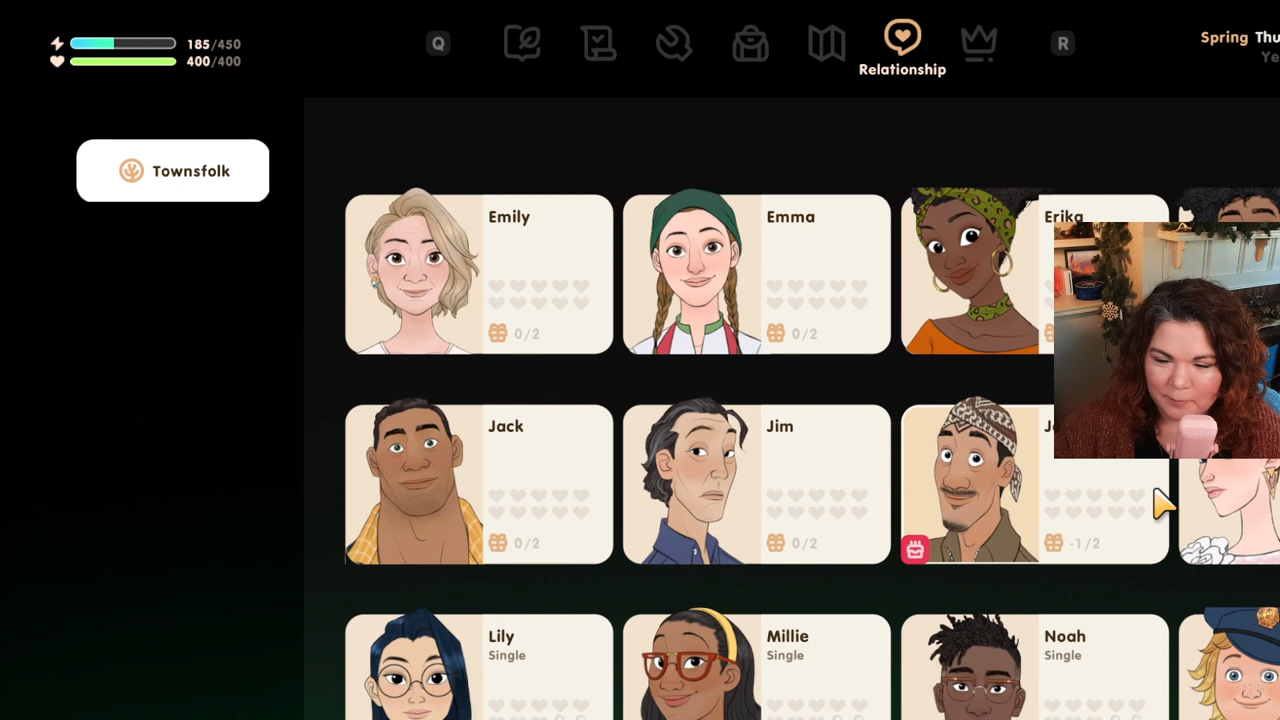 185/450
400/400
Q
Relationship
R
Spring Thu
Ye
Townsfolk
Emily
0/2
Emma
0/2
Erika
Jack
0/2
Jim
0/2
-1/2
Lily
Single
Millie
Single
Noah
Single